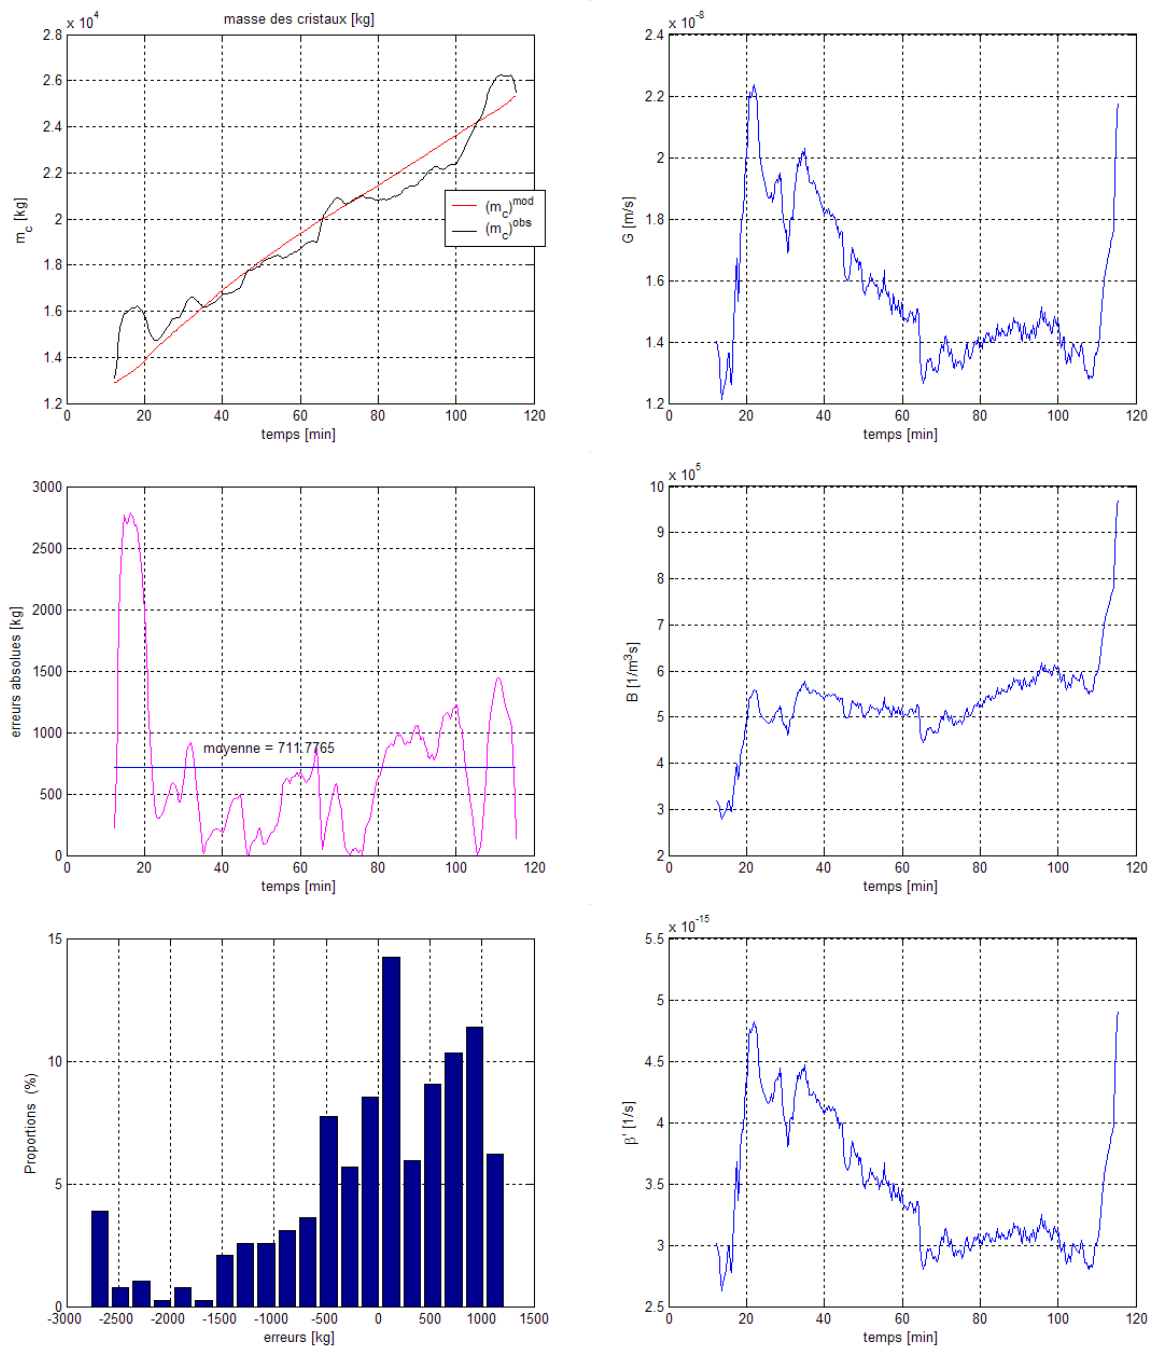 masse des cristaux [kg]
x 10^4
2.8
2.6
2.4
2.2
2
1.8
1.6
1.4
1.2
m_c [kg]
(m_c)^mod
(m_c)^obs
0 20 40 60 80 100 120
temps [min]
x 10^-8
2.4
2.2
2
1.8
1.6
1.4
1.2
G [m/s]
0 20 40 60 80 100 120
temps [min]
3000
2500
2000
1500
1000
500
0
erreurs absolues [kg]
moyenne = 711.7765
0 20 40 60 80 100 120
temps [min]
x 10^5
10
9
8
7
6
5
4
3
2
B [1/m^3s]
0 20 40 60 80 100 120
temps [min]
15
10
5
0
Proportions (%)
-3000 -2500 -2000 -1500 -1000 -500 0 500 1000 1500
erreurs [kg]
x 10^-15
5.5
5
4.5
4
3.5
3
2.5
β' [1/s]
0 20 40 60 80 100 120
temps [min]